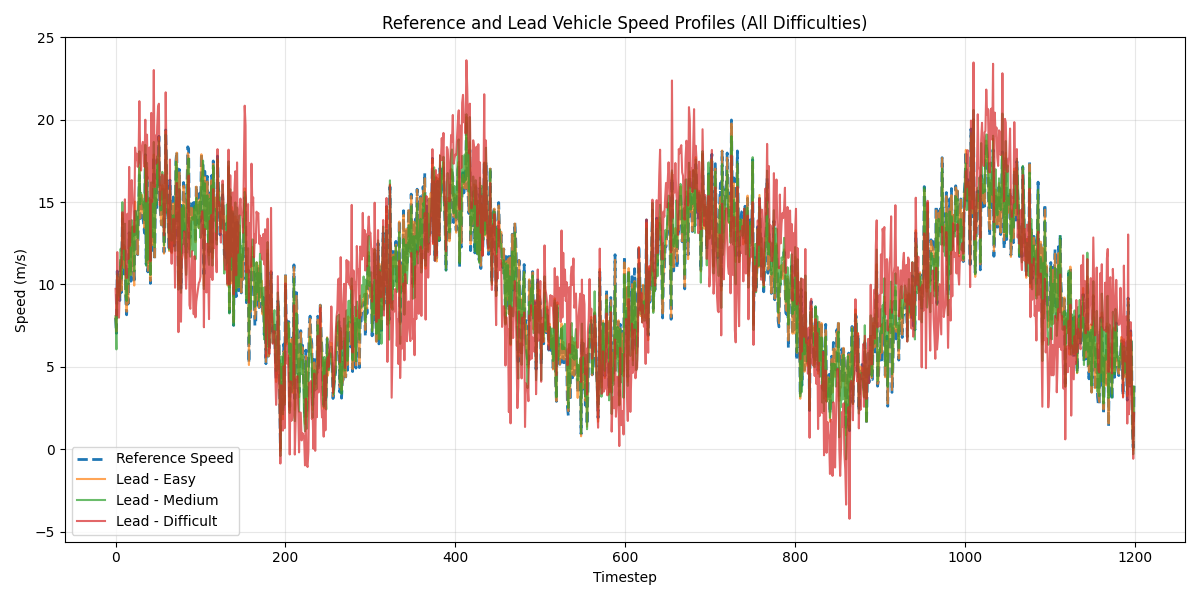 Reference and Lead Vehicle Speed Profiles (All Difficulties)
25
20
15
10
5
0
−5
Speed (m/s)
Reference Speed
Lead - Easy
Lead - Medium
Lead - Difficult
0
200
400
600
800
1000
1200
Timestep